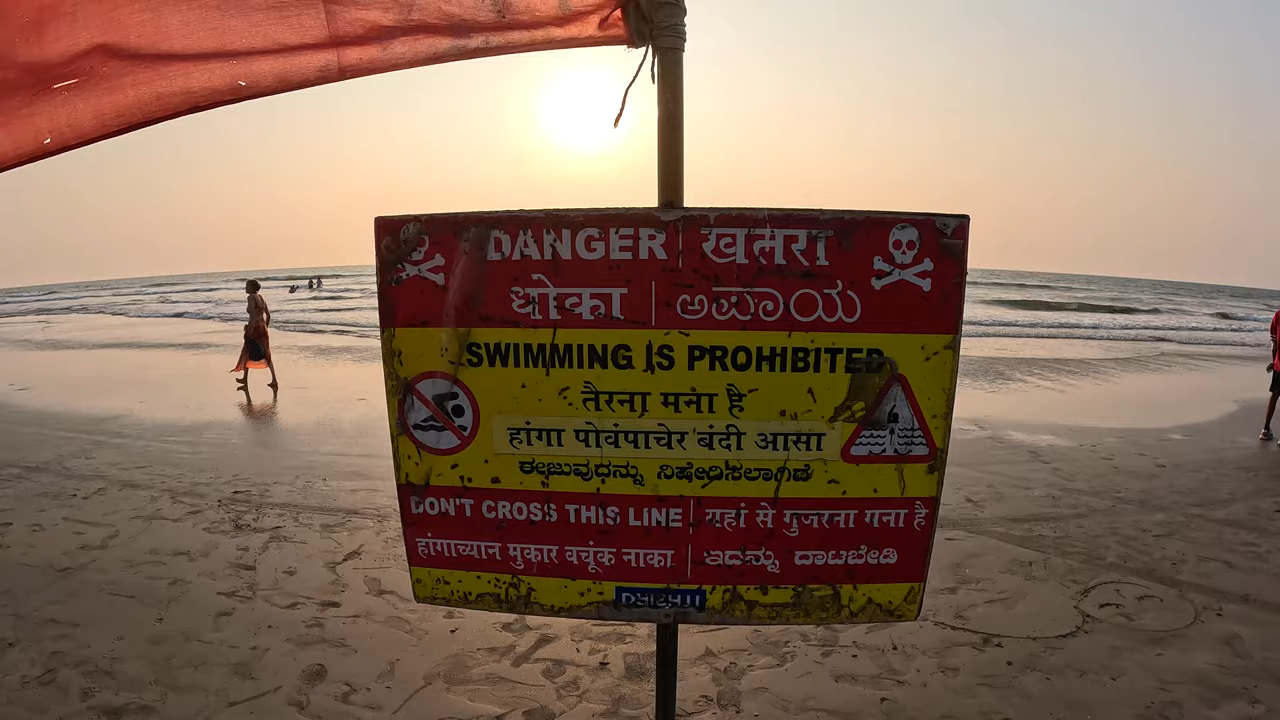 DANGER | खतरा
धोका | ಅಪಾಯ
SWIMMING IS PROHIBITED
तैरना मना है
हांगा पोवंपाचेर बंदी आसा
ಈಜುವುದನ್ನು ನಿಷೇಧಿಸಲಾಗಿದೆ
DON'T CROSS THIS LINE | यहां से गुजरना मना है
हांगाच्यान मुकार वचूंक नाका | ಇದನ್ನು ದಾಟಬೇಡಿ
DRISHTI